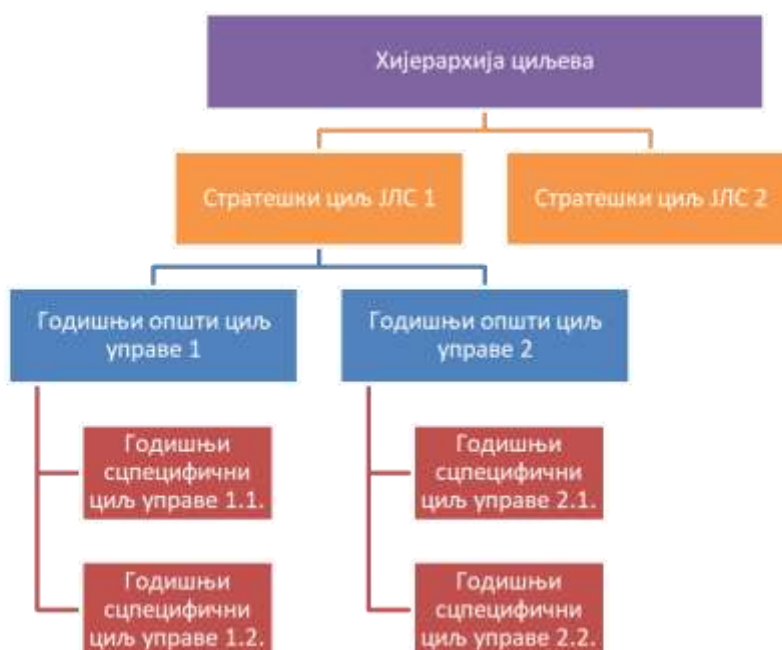 Хијерархија циљева
Стратешки циљ ЈЛС 1
Стратешки циљ ЈЛС 2
Годишњи општи циљ
управе 1
Годишњи општи циљ
управе 2
Годишњи
сцпецифични
циљ управе 1.1.
Годишњи
сцпецифични
циљ управе 2.1.
Годишњи
сцпецифични
циљ управе 1.2.
Годишњи
сцпецифични
циљ управе 2.2.